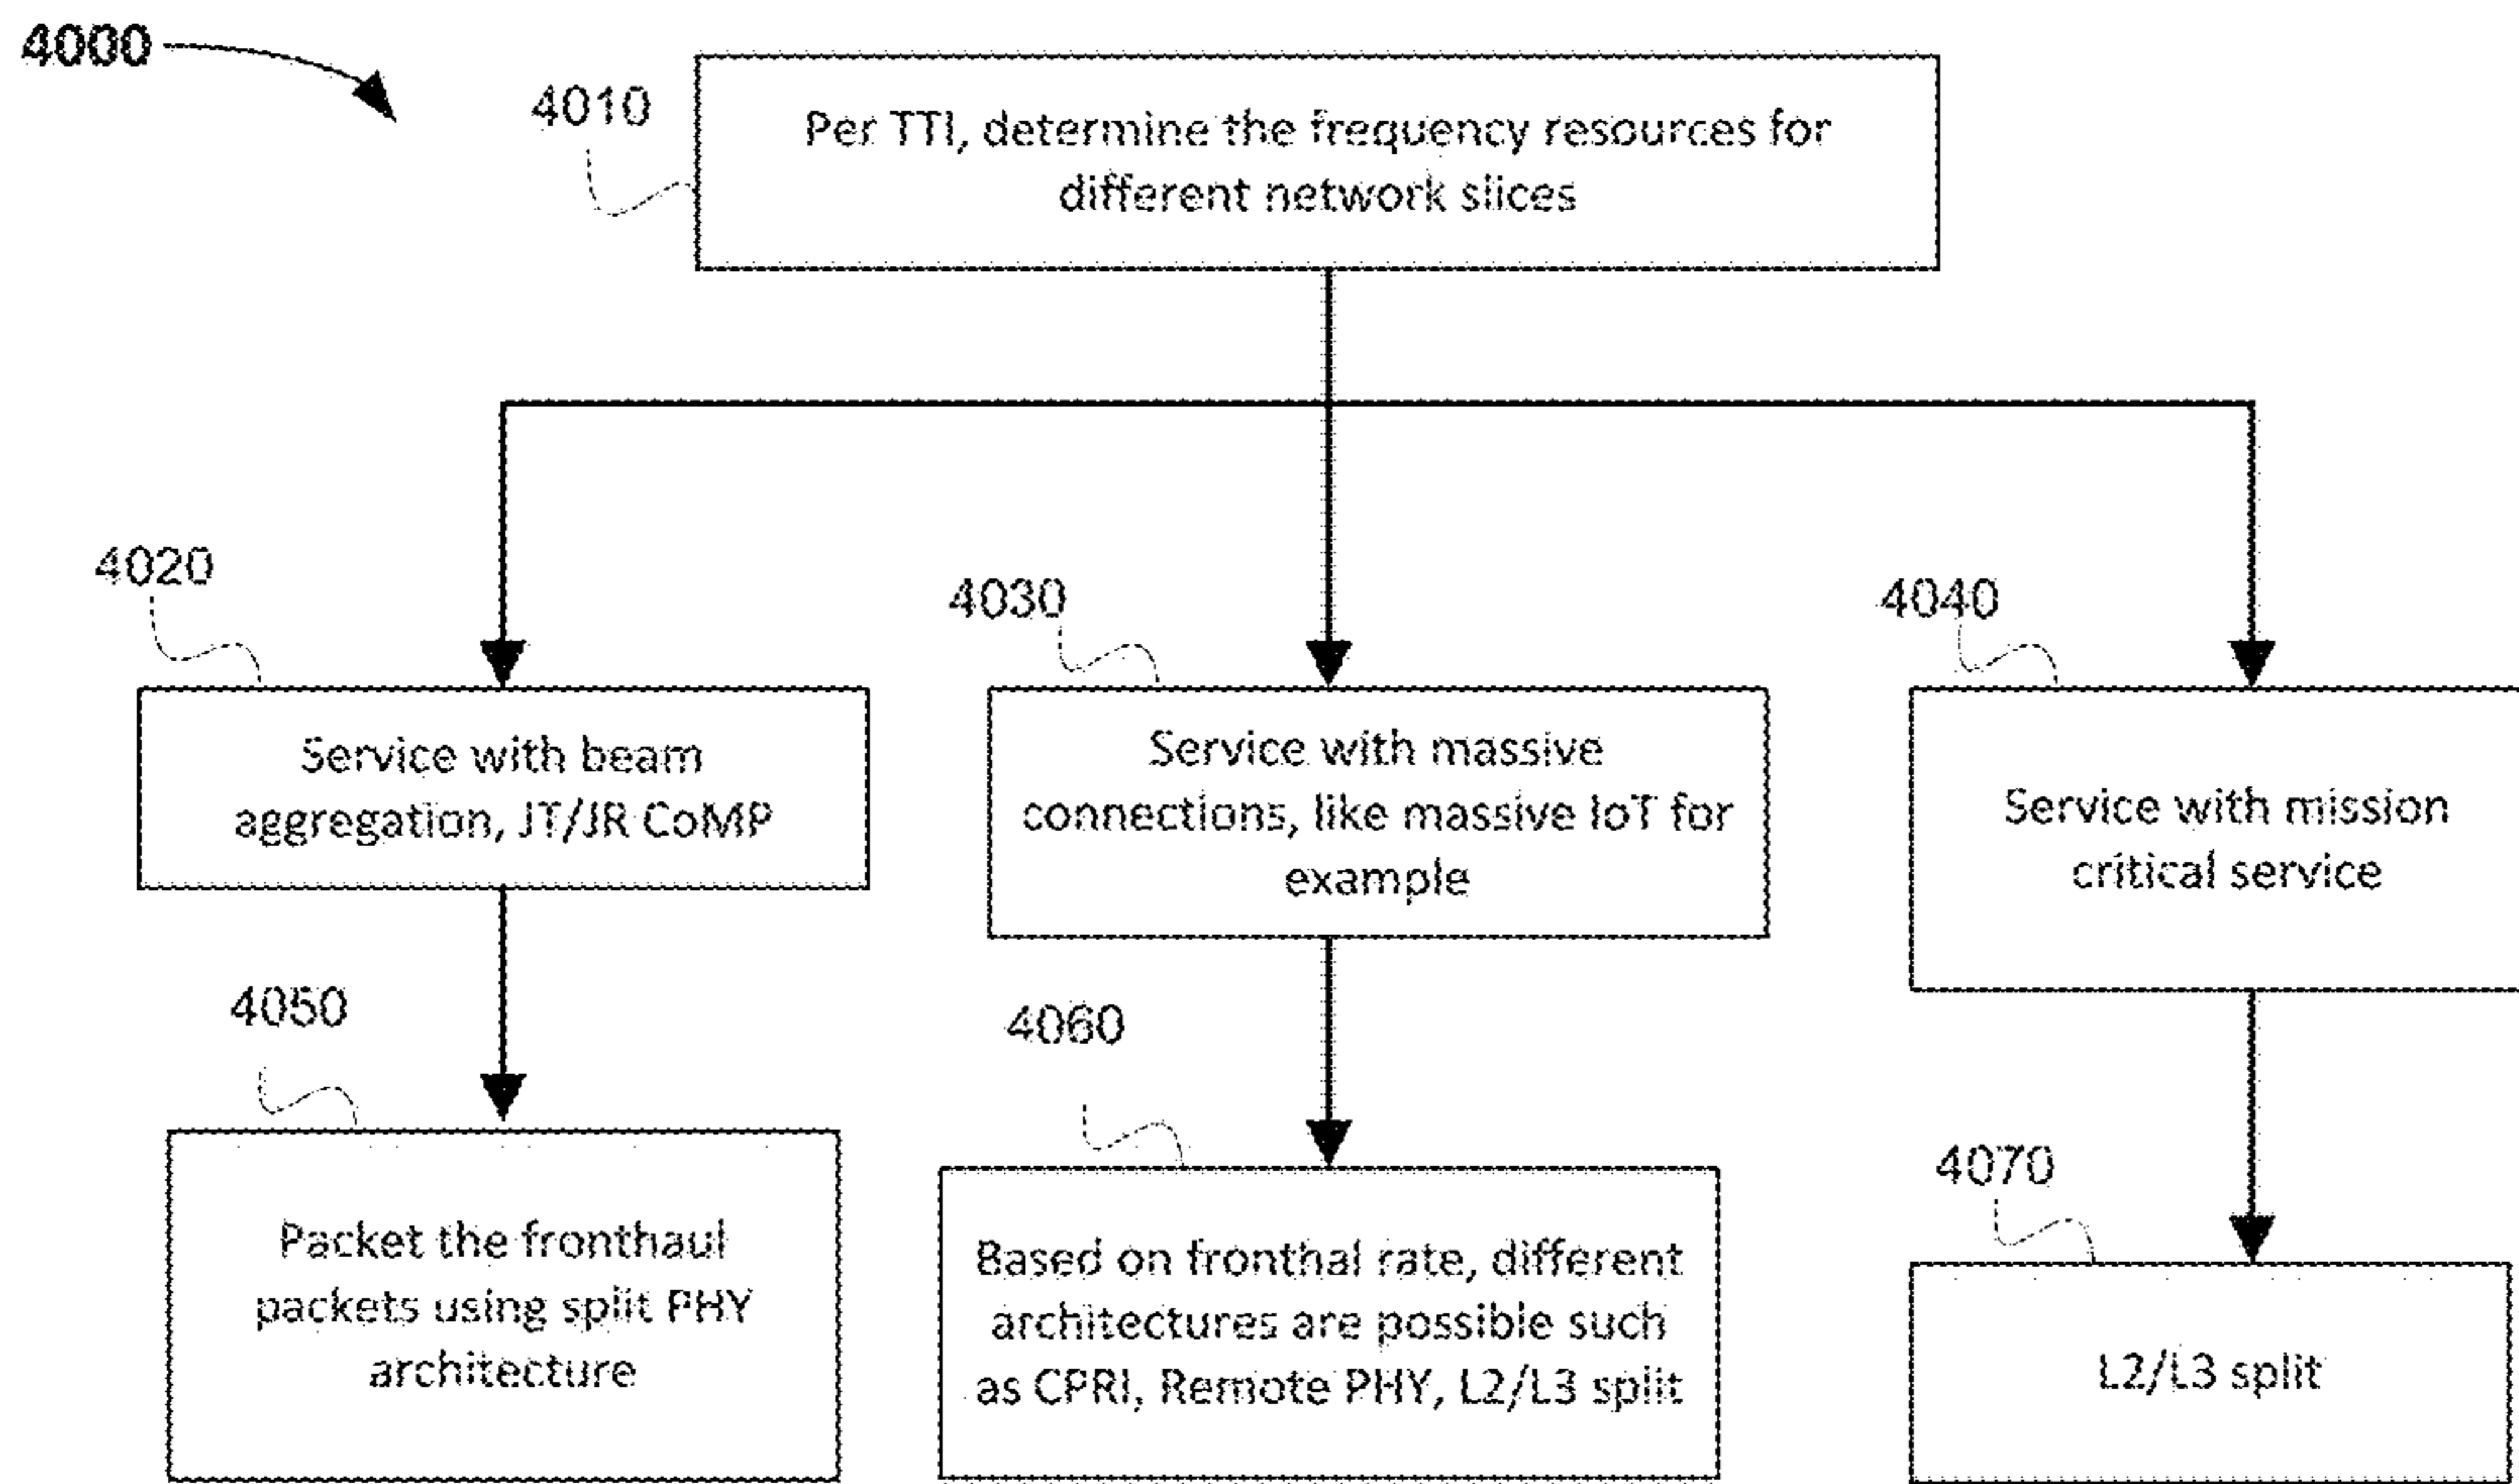 4000
4010
Per TTI, determine the frequency resources for
different network slices
4020
Service with beam
aggregation, JT/JR CoMP
4030
Service with massive
connections, like massive IoT for
example
4040
Service with mission
critical service
4050
Packet the fronthaul
packets using split PHY
architecture
4060
Based on fronthal rate, different
architectures are possible such
as CPRI, Remote PHY, L2/L3 split
4070
L2/L3 split